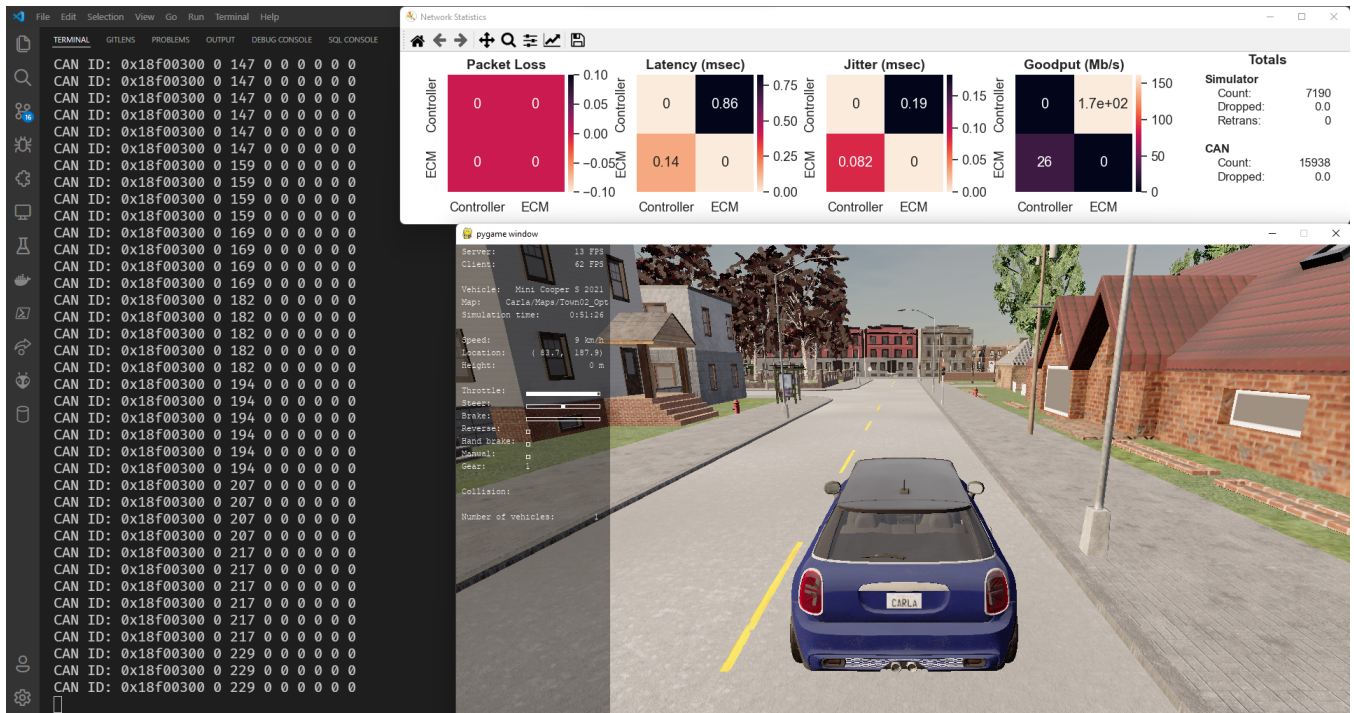 File Edit Selection View Go Run Terminal Help
TERMINAL GITLENS PROBLEMS OUTPUT DEBUG CONSOLE SQL CONSOLE
16
CAN ID: 0x18f00300 0 147 0 0 0 0 0 0
CAN ID: 0x18f00300 0 147 0 0 0 0 0 0
CAN ID: 0x18f00300 0 147 0 0 0 0 0 0
CAN ID: 0x18f00300 0 147 0 0 0 0 0 0
CAN ID: 0x18f00300 0 147 0 0 0 0 0 0
CAN ID: 0x18f00300 0 147 0 0 0 0 0 0
CAN ID: 0x18f00300 0 159 0 0 0 0 0 0
CAN ID: 0x18f00300 0 159 0 0 0 0 0 0
CAN ID: 0x18f00300 0 159 0 0 0 0 0 0
CAN ID: 0x18f00300 0 159 0 0 0 0 0 0
CAN ID: 0x18f00300 0 169 0 0 0 0 0 0
CAN ID: 0x18f00300 0 169 0 0 0 0 0 0
CAN ID: 0x18f00300 0 169 0 0 0 0 0 0
CAN ID: 0x18f00300 0 169 0 0 0 0 0 0
CAN ID: 0x18f00300 0 182 0 0 0 0 0 0
CAN ID: 0x18f00300 0 182 0 0 0 0 0 0
CAN ID: 0x18f00300 0 182 0 0 0 0 0 0
CAN ID: 0x18f00300 0 182 0 0 0 0 0 0
CAN ID: 0x18f00300 0 182 0 0 0 0 0 0
CAN ID: 0x18f00300 0 194 0 0 0 0 0 0
CAN ID: 0x18f00300 0 194 0 0 0 0 0 0
CAN ID: 0x18f00300 0 194 0 0 0 0 0 0
CAN ID: 0x18f00300 0 194 0 0 0 0 0 0
CAN ID: 0x18f00300 0 194 0 0 0 0 0 0
CAN ID: 0x18f00300 0 194 0 0 0 0 0 0
CAN ID: 0x18f00300 0 207 0 0 0 0 0 0
CAN ID: 0x18f00300 0 207 0 0 0 0 0 0
CAN ID: 0x18f00300 0 207 0 0 0 0 0 0
CAN ID: 0x18f00300 0 207 0 0 0 0 0 0
CAN ID: 0x18f00300 0 217 0 0 0 0 0 0
CAN ID: 0x18f00300 0 217 0 0 0 0 0 0
CAN ID: 0x18f00300 0 217 0 0 0 0 0 0
CAN ID: 0x18f00300 0 217 0 0 0 0 0 0
CAN ID: 0x18f00300 0 217 0 0 0 0 0 0
CAN ID: 0x18f00300 0 217 0 0 0 0 0 0
CAN ID: 0x18f00300 0 229 0 0 0 0 0 0
CAN ID: 0x18f00300 0 229 0 0 0 0 0 0
CAN ID: 0x18f00300 0 229 0 0 0 0 0 0
Network Statistics
Packet Loss
Controller
ECM
0 0
0 0
Controller ECM
0.10
0.05
0.00
−0.05
−0.10
Latency (msec)
Controller
ECM
0 0.86
0.14 0
Controller ECM
0.75
0.50
0.25
0.00
Jitter (msec)
Controller
ECM
0 0.19
0.082 0
Controller ECM
0.15
0.10
0.05
0.00
Goodput (Mb/s)
Controller
ECM
0 1.7e+02
26 0
Controller ECM
150
100
50
0
Totals
Simulator
Count: 7190
Dropped: 0.0
Retrans: 0
CAN
Count: 15938
Dropped: 0.0
pygame window
Server: 13 FPS
Client: 62 FPS
Vehicle: Mini Cooper S 2021
Map: Carla/Maps/Town02_Opt
Simulation time: 0:51:26
Speed: 9 km/h
Location: ( 83.7, 187.9)
Height: 0 m
Throttle:
Steer:
Brake:
Reverse:
Hand brake:
Manual:
Gear: 1
Collision:
Number of vehicles: 1
CARLA